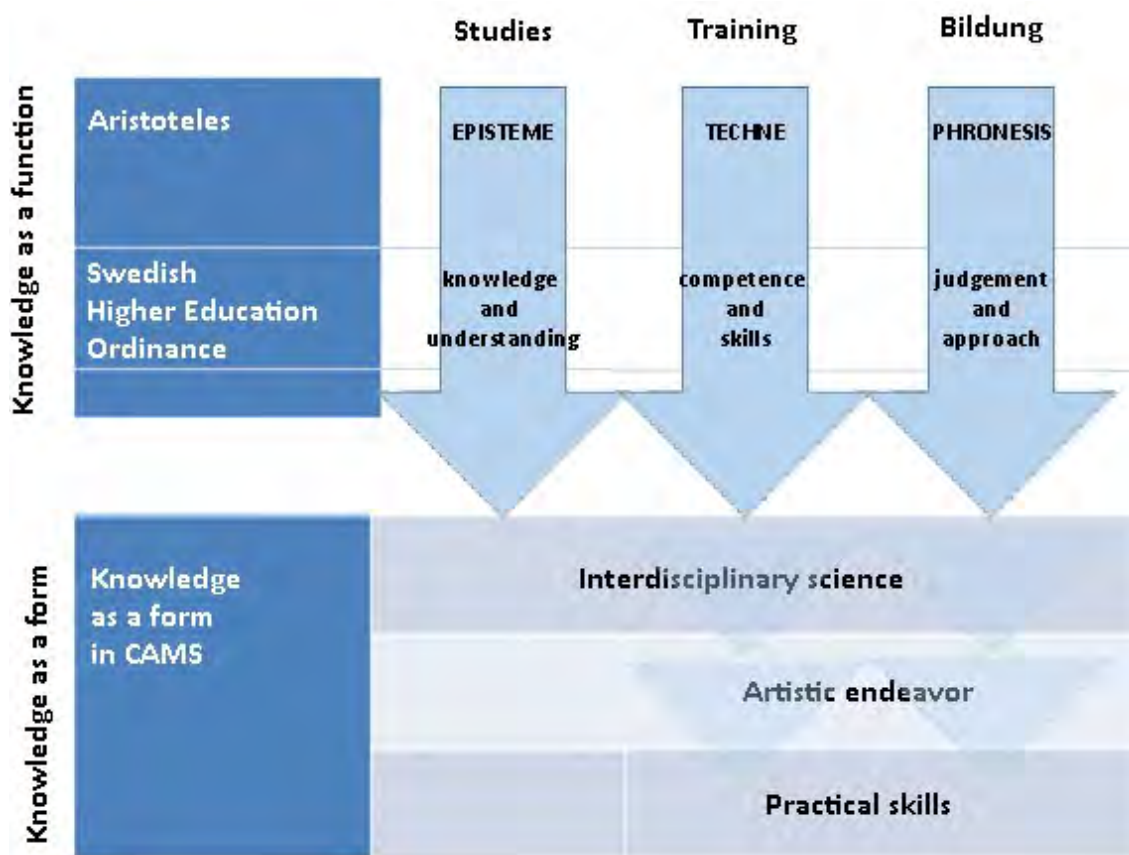 Studies
Training
Bildung
Knowledge as a function
Aristoteles
EPISTEME
TECHNE
PHRONESIS
Swedish
Higher Education
Ordinance
knowledge
and
understanding
competence
and
skills
judgement
and
approach
Knowledge as a form
Knowledge
as a form
in CAMS
Interdisciplinary science
Artistic endeavor
Practical skills